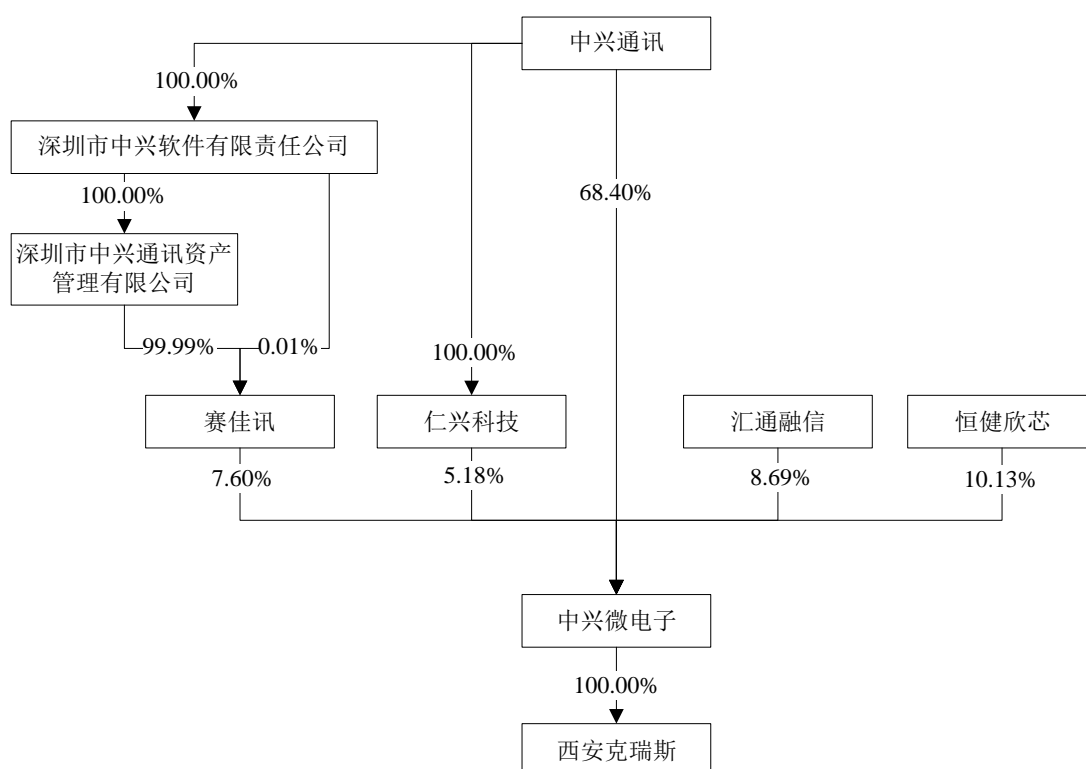 中兴通讯
100.00%
深圳市中兴软件有限责任公司
100.00%
68.40%
深圳市中兴通讯资产
管理有限公司
99.99%
0.01%
100.00%
赛佳讯
仁兴科技
汇通融信
恒健欣芯
7.60%
5.18%
8.69%
10.13%
中兴微电子
100.00%
西安克瑞斯